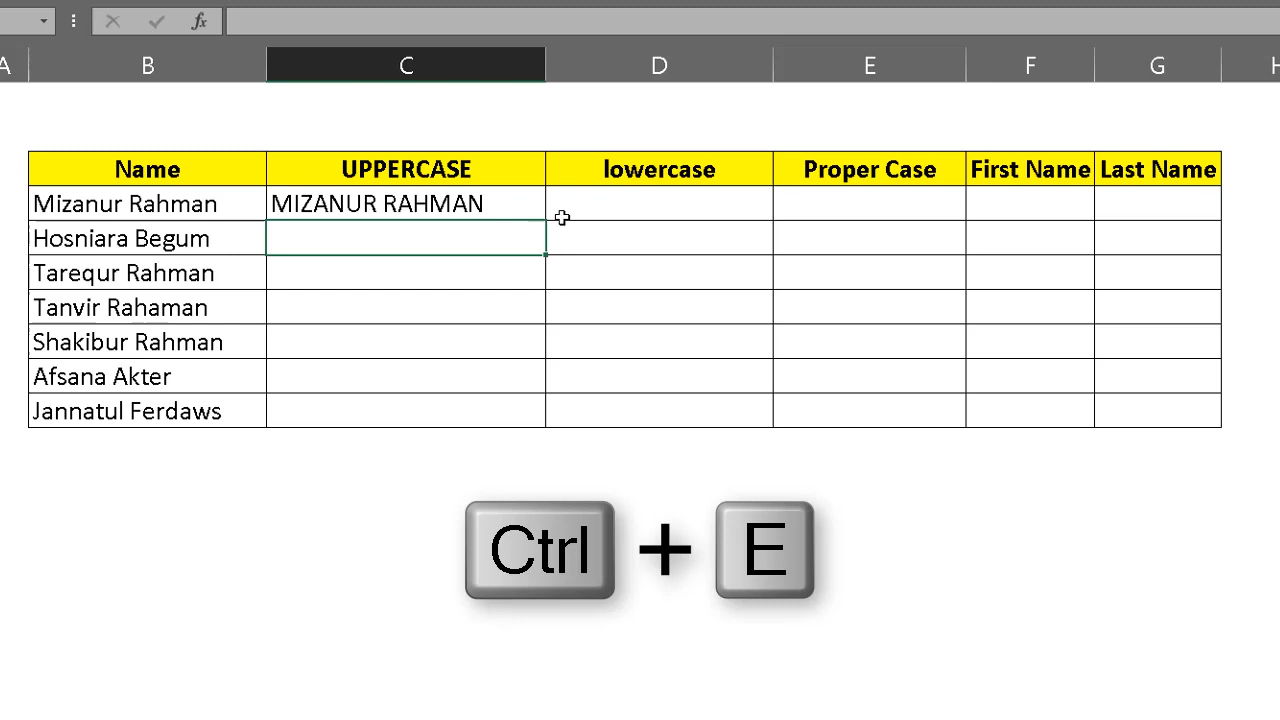 A B C D E F G H
Name UPPERCASE lowercase Proper Case First Name Last Name
Mizanur Rahman MIZANUR RAHMAN
Hosniara Begum
Tarequr Rahman
Tanvir Rahaman
Shakibur Rahman
Afsana Akter
Jannatul Ferdaws
Ctrl + E